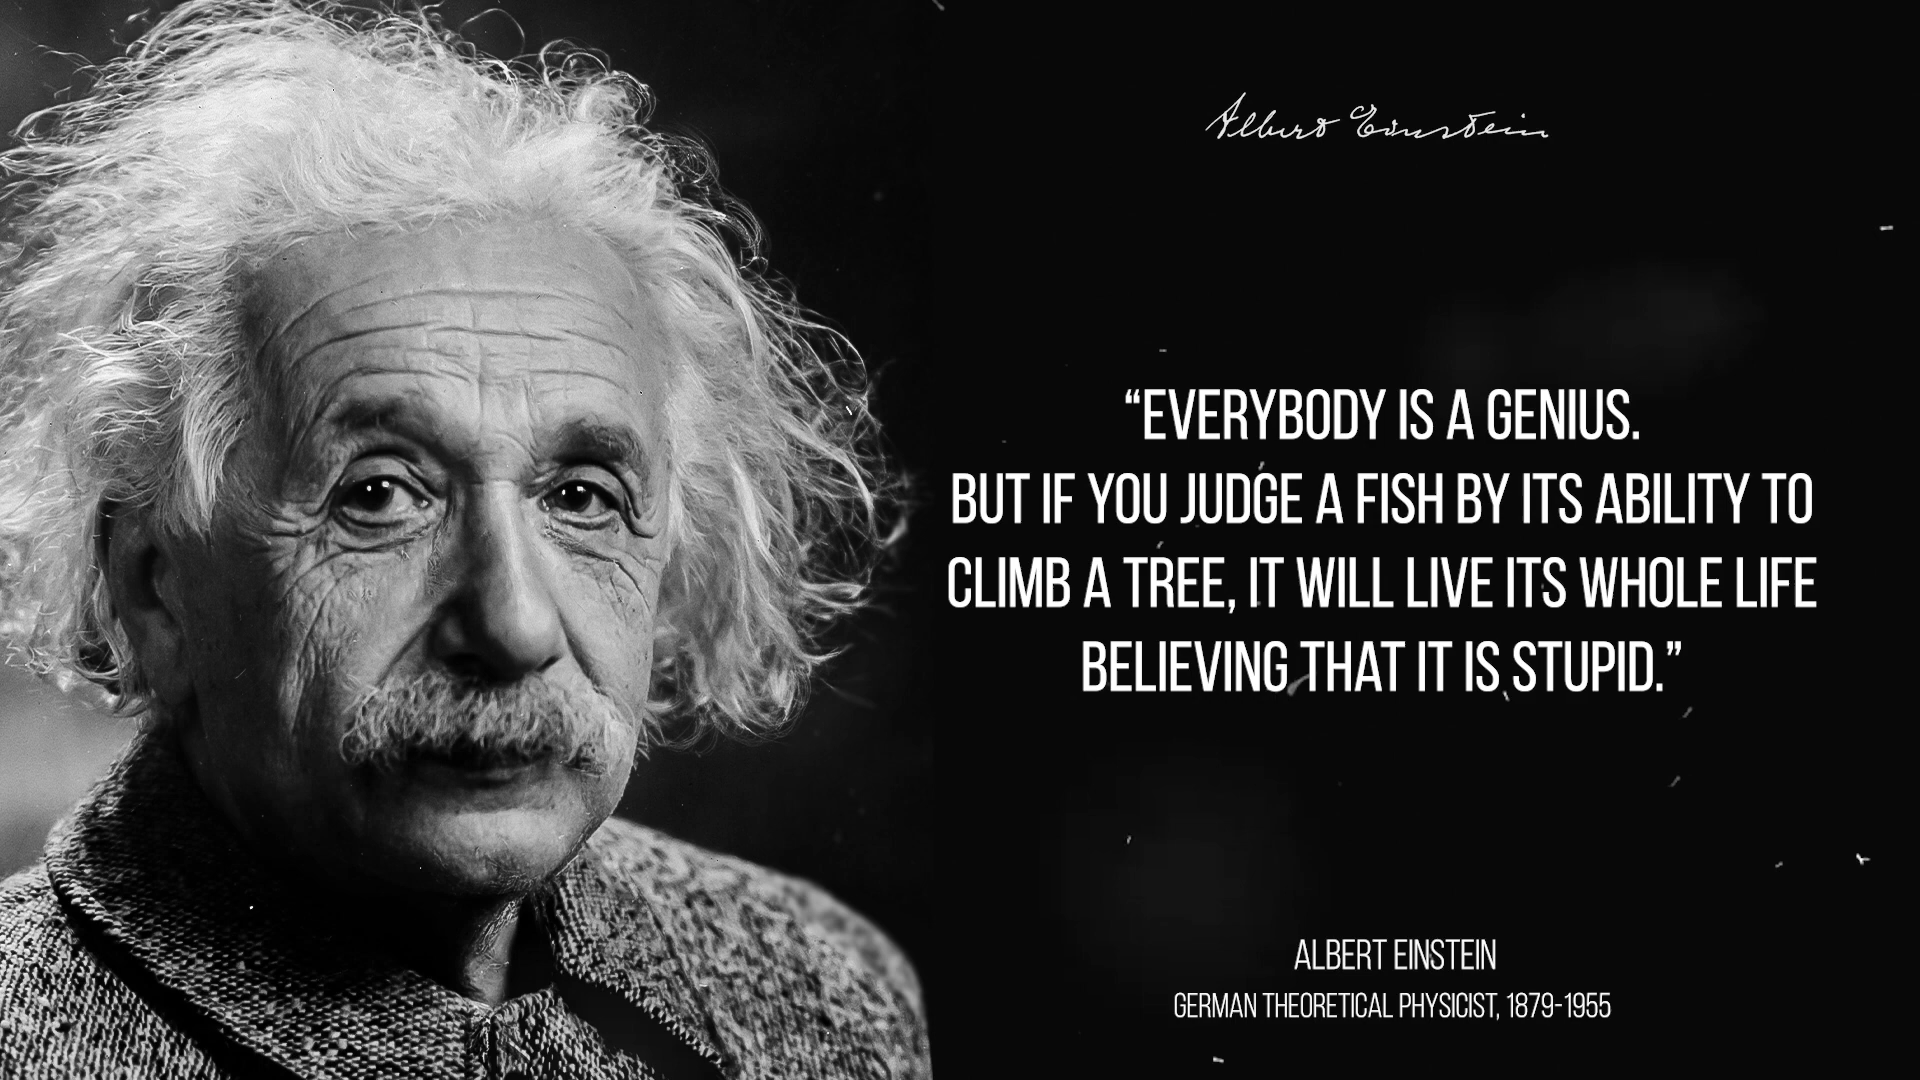 Albert Einstein
“EVERYBODY IS A GENIUS.
BUT IF YOU JUDGE A FISH BY ITS ABILITY TO
CLIMB A TREE, IT WILL LIVE ITS WHOLE LIFE
BELIEVING THAT IT IS STUPID.”
ALBERT EINSTEIN
GERMAN THEORETICAL PHYSICIST, 1879-1955